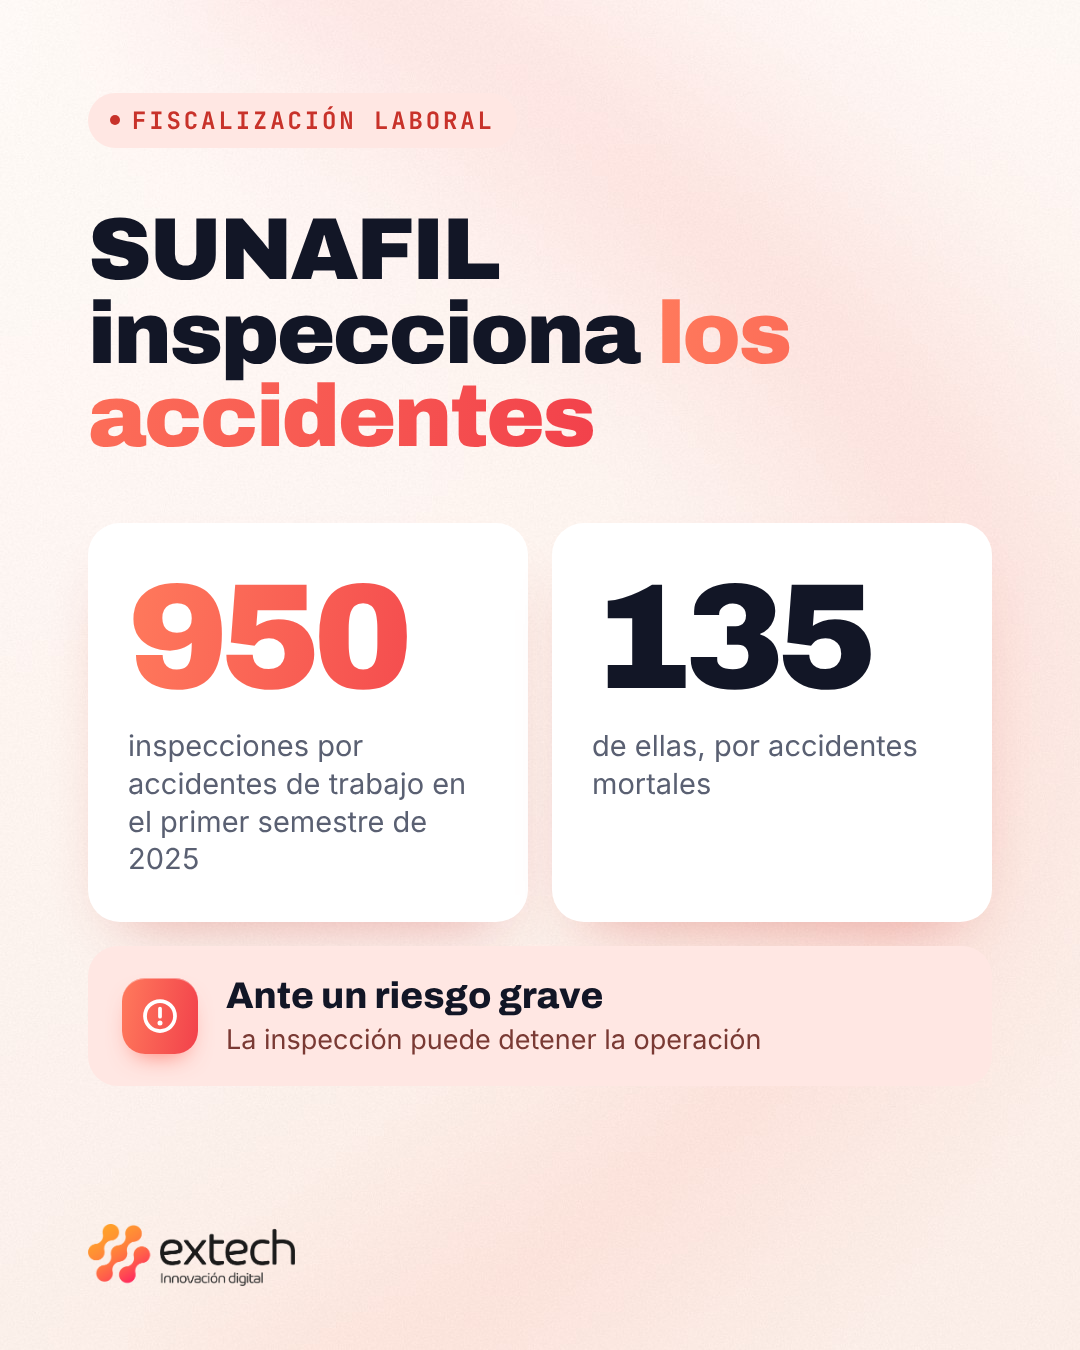 FISCALIZACIÓN LABORAL
SUNAFIL
inspecciona los
accidentes
950
inspecciones por
accidentes de trabajo en
el primer semestre de
2025
135
de ellas, por accidentes
mortales
Ante un riesgo grave
La inspección puede detener la operación
extech
Innovación digital